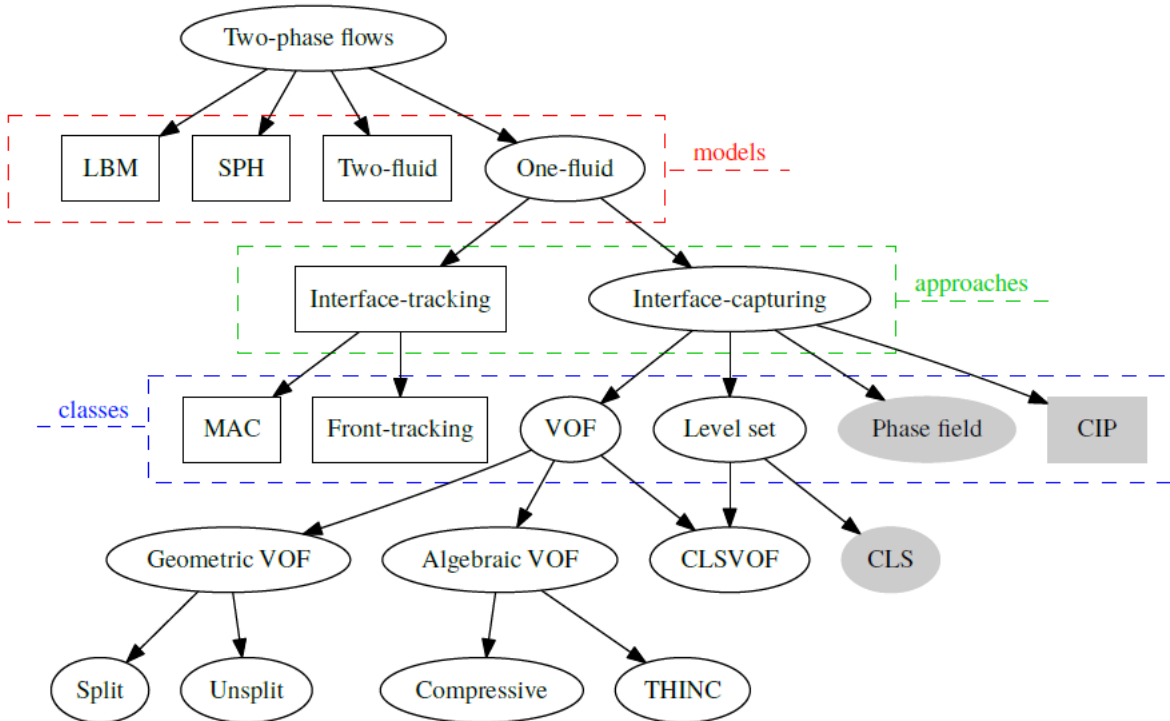 Two-phase flows
LBM
SPH
Two-fluid
One-fluid
models
Interface-tracking
Interface-capturing
approaches
classes
MAC
Front-tracking
VOF
Level set
Phase field
CIP
Geometric VOF
Algebraic VOF
CLSVOF
CLS
Split
Unsplit
Compressive
THINC